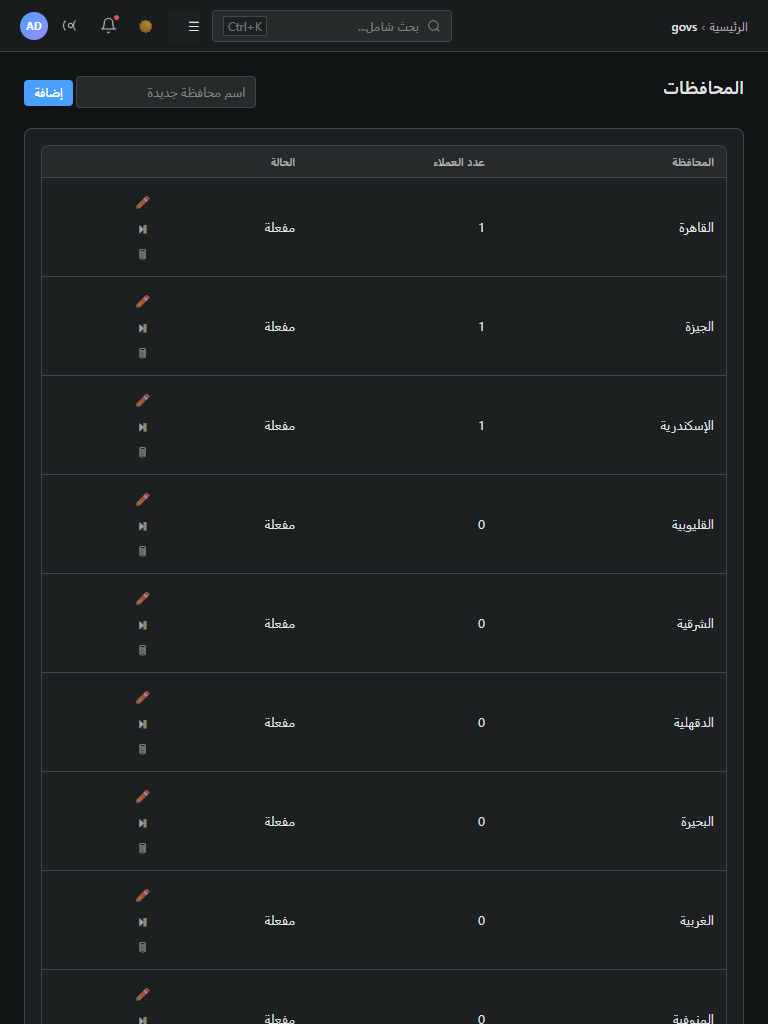 الرئيسية › govs
بحث شامل... Ctrl+K
☰
AD
المحافظات
اسم محافظة جديدة
إضافة
المحافظة عدد العملاء الحالة
القاهرة 1 مفعلة
الجيزة 1 مفعلة
الإسكندرية 1 مفعلة
القليوبية 0 مفعلة
الشرقية 0 مفعلة
الدقهلية 0 مفعلة
البحيرة 0 مفعلة
الغربية 0 مفعلة
المنوفية 0 مفعلة